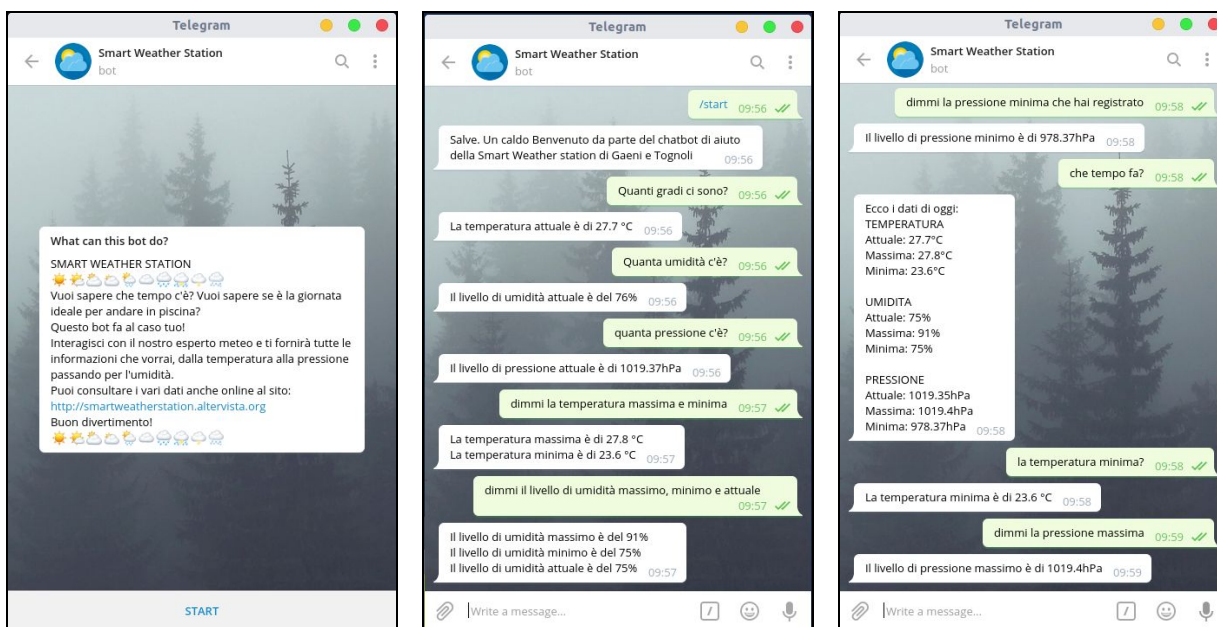 Telegram
Smart Weather Station
bot
What can this bot do?
SMART WEATHER STATION
Vuoi sapere che tempo c'è? Vuoi sapere se è la giornata
ideale per andare in piscina?
Questo bot fa al caso tuo!
Interagisci con il nostro esperto meteo e ti fornirà tutte le
informazioni che vorrai, dalla temperatura alla pressione
passando per l'umidità.
Puoi consultare i vari dati anche online al sito:
http://smartweatherstation.altervista.org
Buon divertimento!
START
Telegram
Smart Weather Station
bot
/start 09:56
Salve. Un caldo Benvenuto da parte del chatbot di aiuto
della Smart Weather station di Gaeni e Tognoli 09:56
Quanti gradi ci sono? 09:56
La temperatura attuale è di 27.7 °C 09:56
Quanta umidità c'è? 09:56
Il livello di umidità attuale è del 76% 09:56
quanta pressione c'è? 09:56
Il livello di pressione attuale è di 1019.37hPa 09:56
dimmi la temperatura massima e minima 09:57
La temperatura massima è di 27.8 °C
La temperatura minima è di 23.6 °C 09:57
dimmi il livello di umidità massimo, minimo e attuale
09:57
Il livello di umidità massimo è del 91%
Il livello di umidità minimo è del 75%
Il livello di umidità attuale è del 75% 09:57
Write a message...
Telegram
Smart Weather Station
bot
dimmi la pressione minima che hai registrato 09:58
Il livello di pressione minimo è di 978.37hPa 09:58
che tempo fa? 09:58
Ecco i dati di oggi:
TEMPERATURA
Attuale: 27.7°C
Massima: 27.8°C
Minima: 23.6°C
UMIDITA
Attuale: 75%
Massima: 91%
Minima: 75%
PRESSIONE
Attuale: 1019.35hPa
Massima: 1019.4hPa
Minima: 978.37hPa 09:58
la temperatura minima? 09:58
La temperatura minima è di 23.6 °C 09:58
dimmi la pressione massima 09:59
Il livello di pressione massimo è di 1019.4hPa 09:59
Write a message...